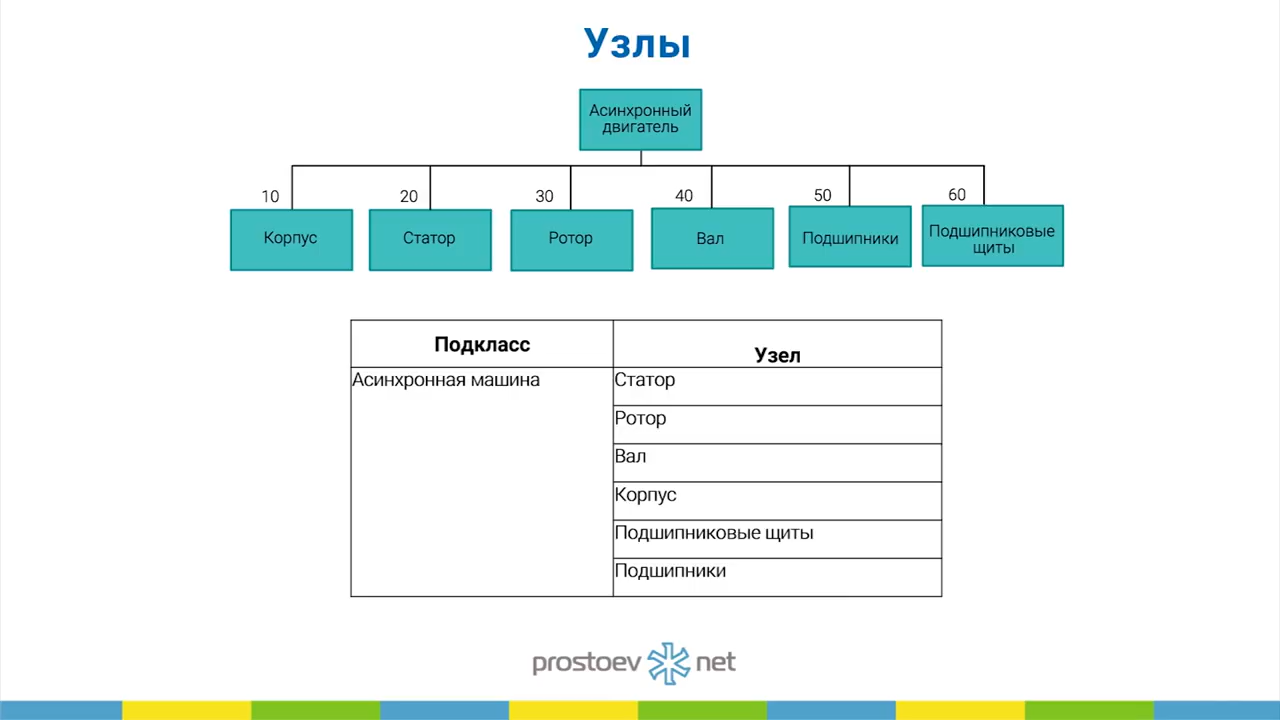 Узлы
Асинхронный
двигатель
10
20
30
40
50
60
Корпус
Статор
Ротор
Вал
Подшипники
Подшипниковые
щиты
Подкласс
Узел
Асинхронная машина
Статор
Ротор
Вал
Корпус
Подшипниковые щиты
Подшипники
prostoev net